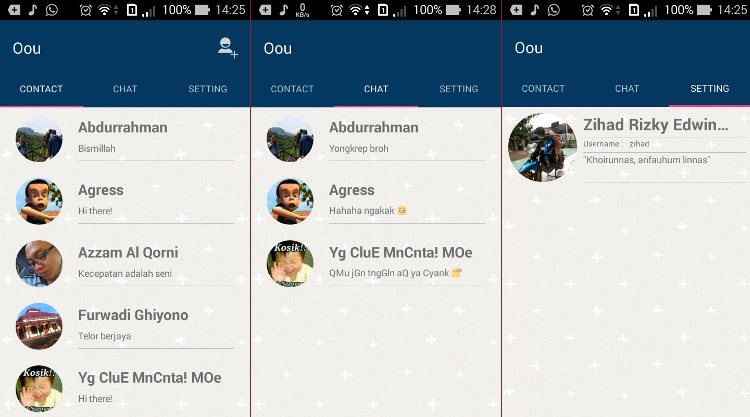 100% 14:25
Oou
CONTACT CHAT SETTING
Abdurrahman
Bismillah
Agress
Hi there!
Azzam Al Qorni
Kecepatan adalah seni
Furwadi Ghiyono
Telor berjaya
Kosik!!
Yg CluE MnCnta! MOe
Hi there!
0 KB/s 100% 14:28
Oou
CONTACT CHAT SETTING
Abdurrahman
Yongkrep broh
Agress
Hahaha ngakak 😂
Kosik!!
Yg CluE MnCnta! MOe
QMu jGn tngGln aQ ya Cyank
100% 14:25
Oou
CONTACT CHAT SETTING
Zihad Rizky Edwin...
Username : zihad
"Khoirunnas, anfauhum linnas"